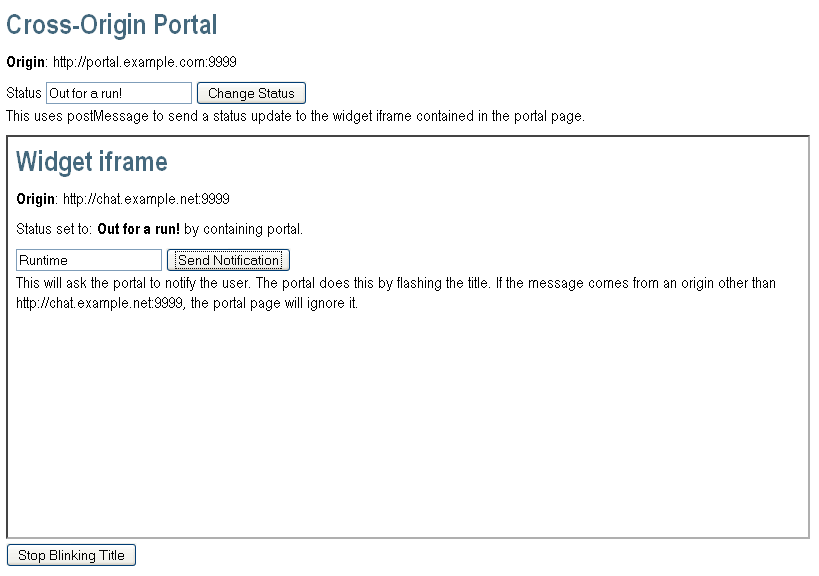 Cross-Origin Portal
Origin: http://portal.example.com:9999
Status Out for a run! Change Status
This uses postMessage to send a status update to the widget iframe contained in the portal page.
Widget iframe
Origin: http://chat.example.net:9999
Status set to: Out for a run! by containing portal.
Runtime Send Notification
This will ask the portal to notify the user. The portal does this by flashing the title. If the message comes from an origin other than
http://chat.example.net:9999, the portal page will ignore it.
Stop Blinking Title